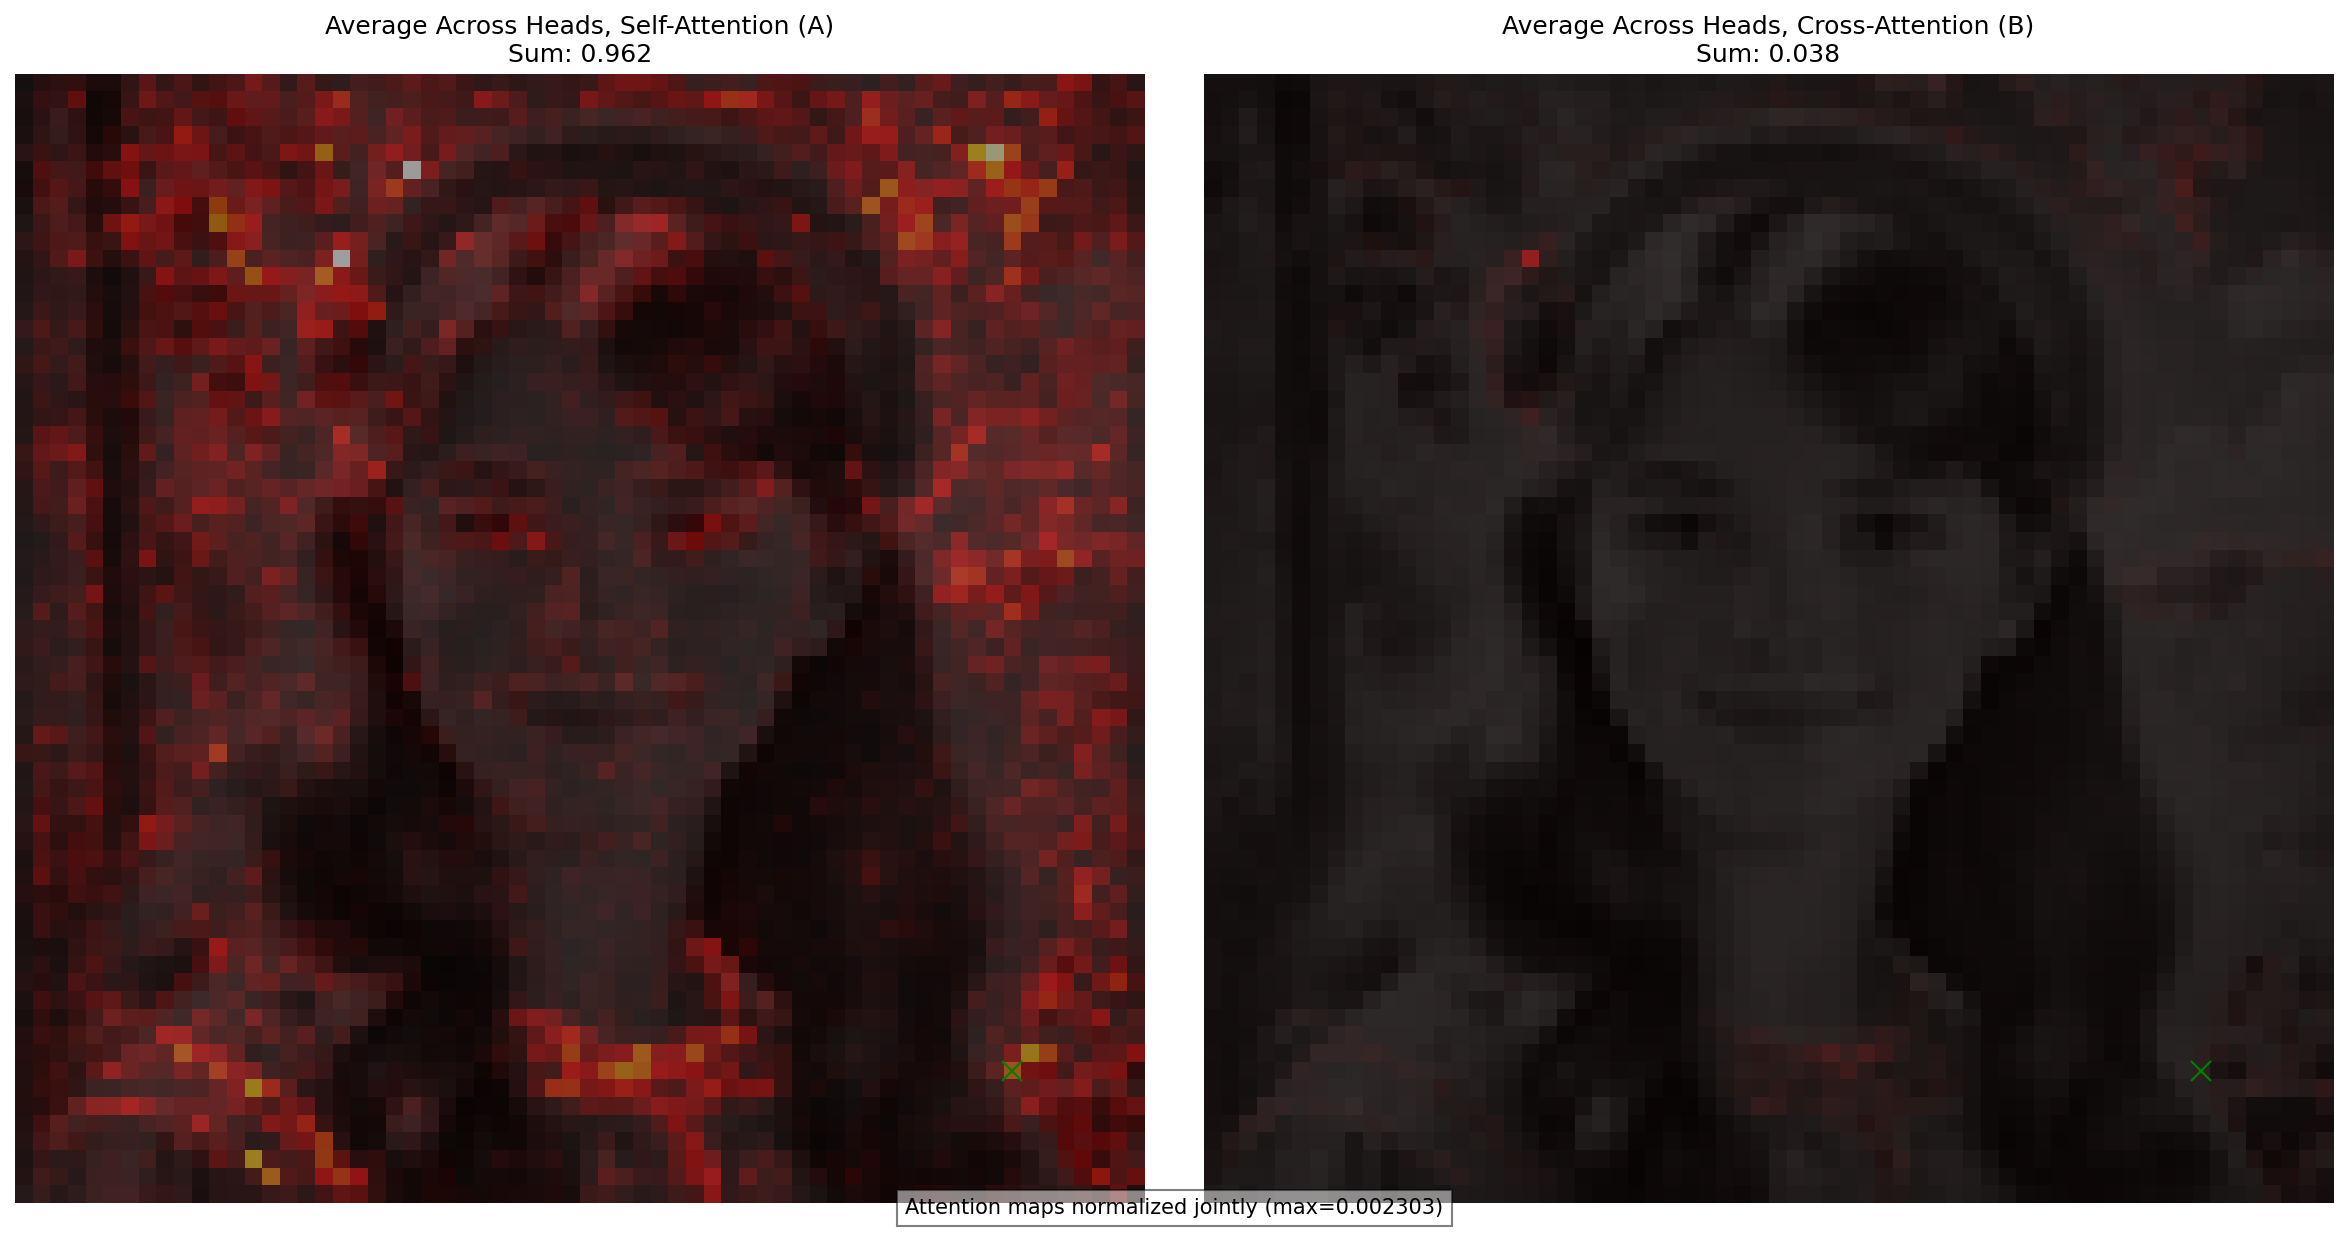 Average Across Heads, Self-Attention (A)
Sum: 0.962
Average Across Heads, Cross-Attention (B)
Sum: 0.038
Attention maps normalized jointly (max=0.002303)